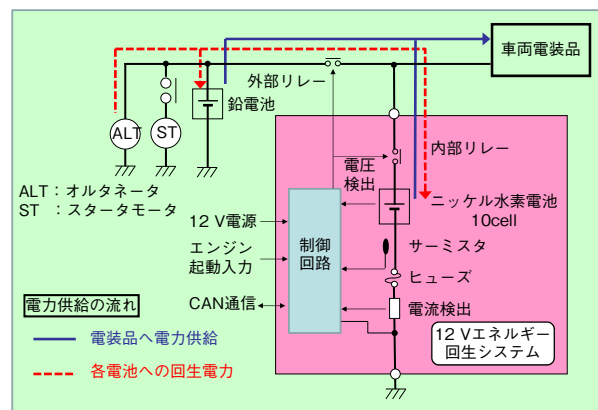 車両電装品
外部リレー
鉛電池
ALT
ST
内部リレー
電圧
検出
ALT：オルタネータ
ST ：スタータモータ
ニッケル水素電池
10cell
12 V電源
制御
回路
サーミスタ
エンジン
起動入力
ヒューズ
CAN通信
電流検出
電力供給の流れ
電装品へ電力供給
各電池への回生電力
12 Vエネルギー
回生システム